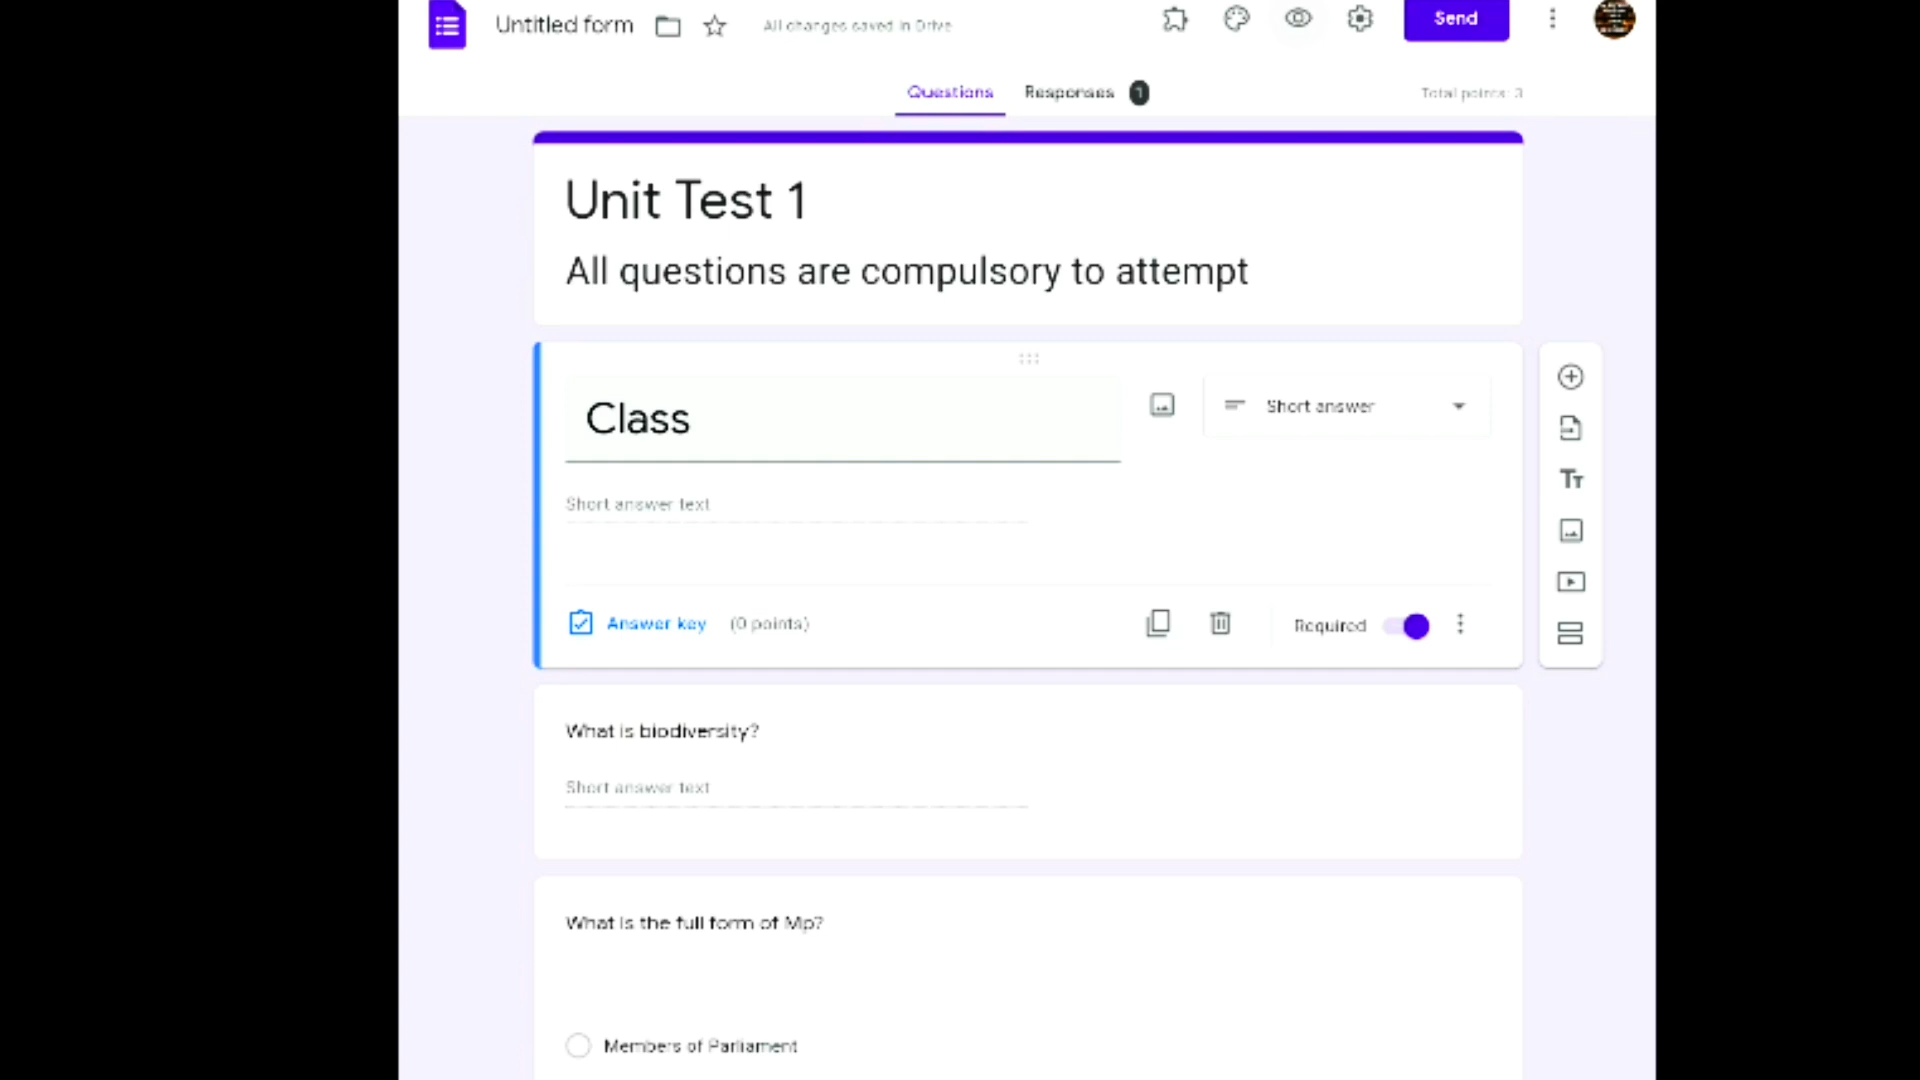 Untitled form
All changes saved in Drive
Send
Questions
Responses 1
Total points: 3
Unit Test 1
All questions are compulsory to attempt
Class
Short answer
Short answer text
Answer key (0 points)
Required
What is biodiversity?
Short answer text
What is the full form of Mp?
Members of Parliament